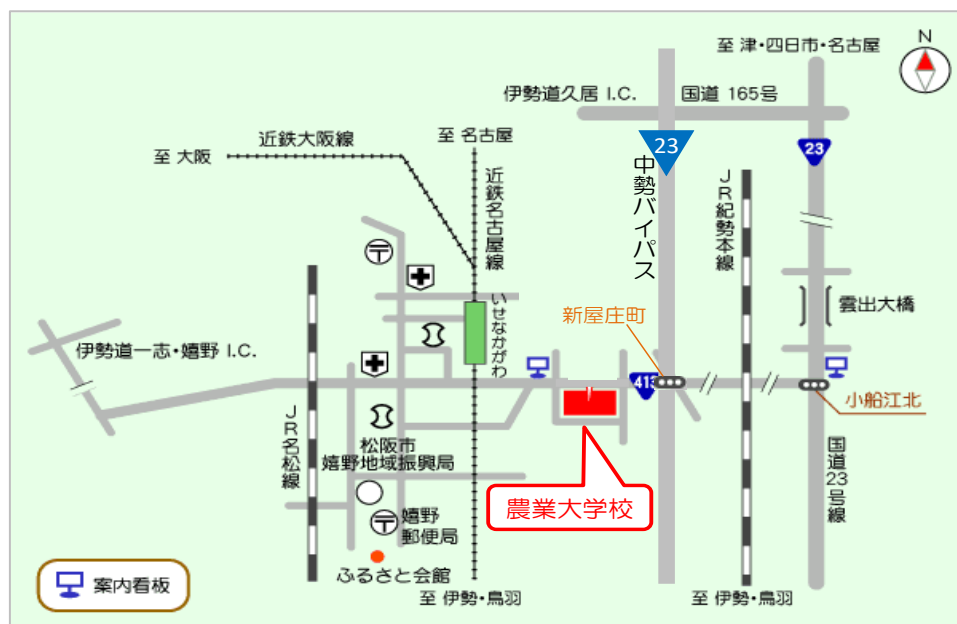 N
至 津・四日市・名古屋
伊勢道久居 I.C.
国道 165号
至 名古屋
近鉄大阪線
至 大阪
23
23
中勢バイパス
近鉄名古屋線
JR紀勢本線
いせなかがわ
新屋庄町
雲出大橋
伊勢道一志・嬉野 I.C.
413
小船江北
JR名松線
松阪市
嬉野地域振興局
農業大学校
国道23号線
嬉野
郵便局
ふるさと会館
案内看板
至 伊勢・鳥羽
至 伊勢・鳥羽